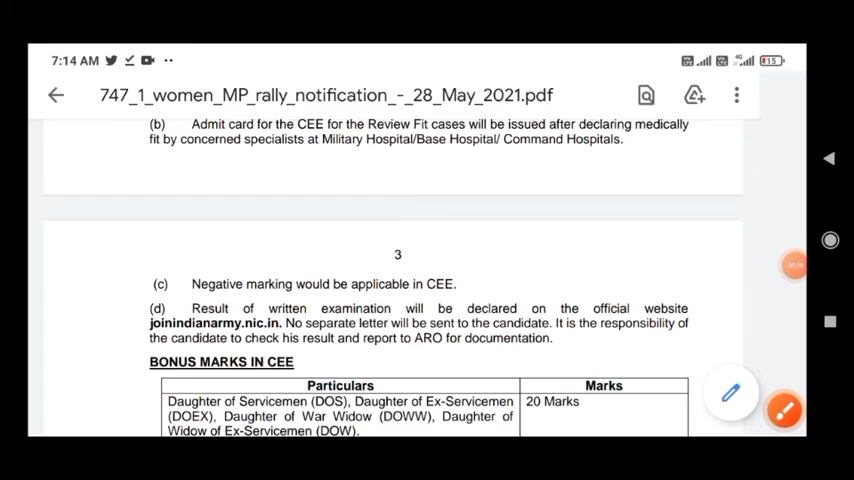 7:14 AM
4G
15
747_1_women_MP_rally_notification_-_28_May_2021.pdf
(b) Admit card for the CEE for the Review Fit cases will be issued after declaring medically
fit by concerned specialists at Military Hospital/Base Hospital/ Command Hospitals.
3
(c) Negative marking would be applicable in CEE.
(d) Result of written examination will be declared on the official website
joinindianarmy.nic.in. No separate letter will be sent to the candidate. It is the responsibility of
the candidate to check his result and report to ARO for documentation.
BONUS MARKS IN CEE
Particulars Marks
Daughter of Servicemen (DOS), Daughter of Ex-Servicemen 20 Marks
(DOEX), Daughter of War Widow (DOWW), Daughter of
Widow of Ex-Servicemen (DOW).